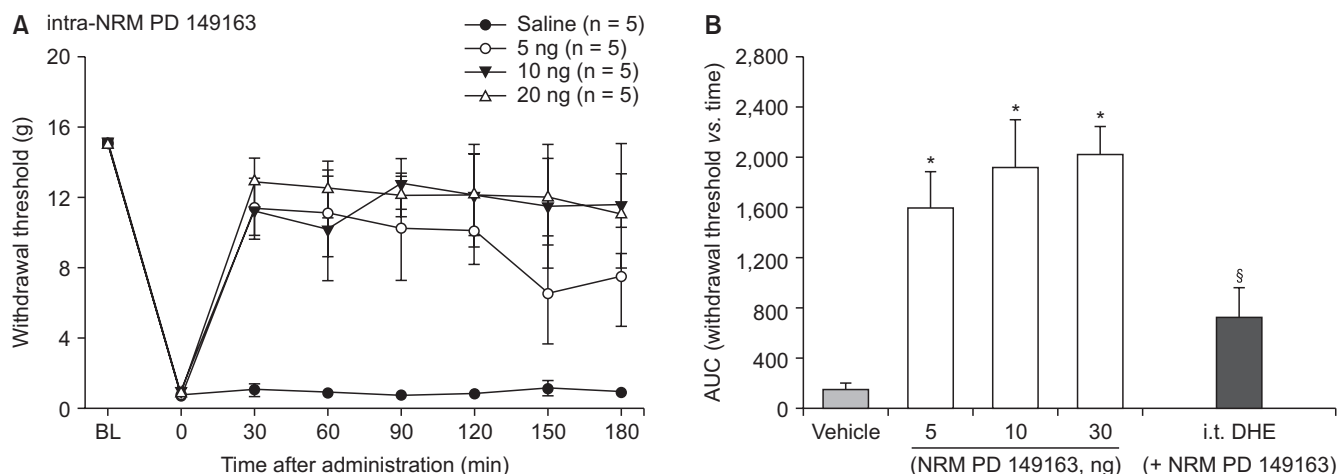 A intra-NRM PD 149163
Saline (n = 5)
5 ng (n = 5)
10 ng (n = 5)
20 ng (n = 5)
20
16
12
8
4
0
Withdrawal threshold (g)
BL 0 30 60 90 120 150 180
Time after administration (min)
B
2,800
2,400
2,000
1,600
1,200
800
400
0
AUC (withdrawal threshold vs. time)
* * * §
Vehicle 5 10 30 i.t. DHE
(NRM PD 149163, ng) (+ NRM PD 149163)